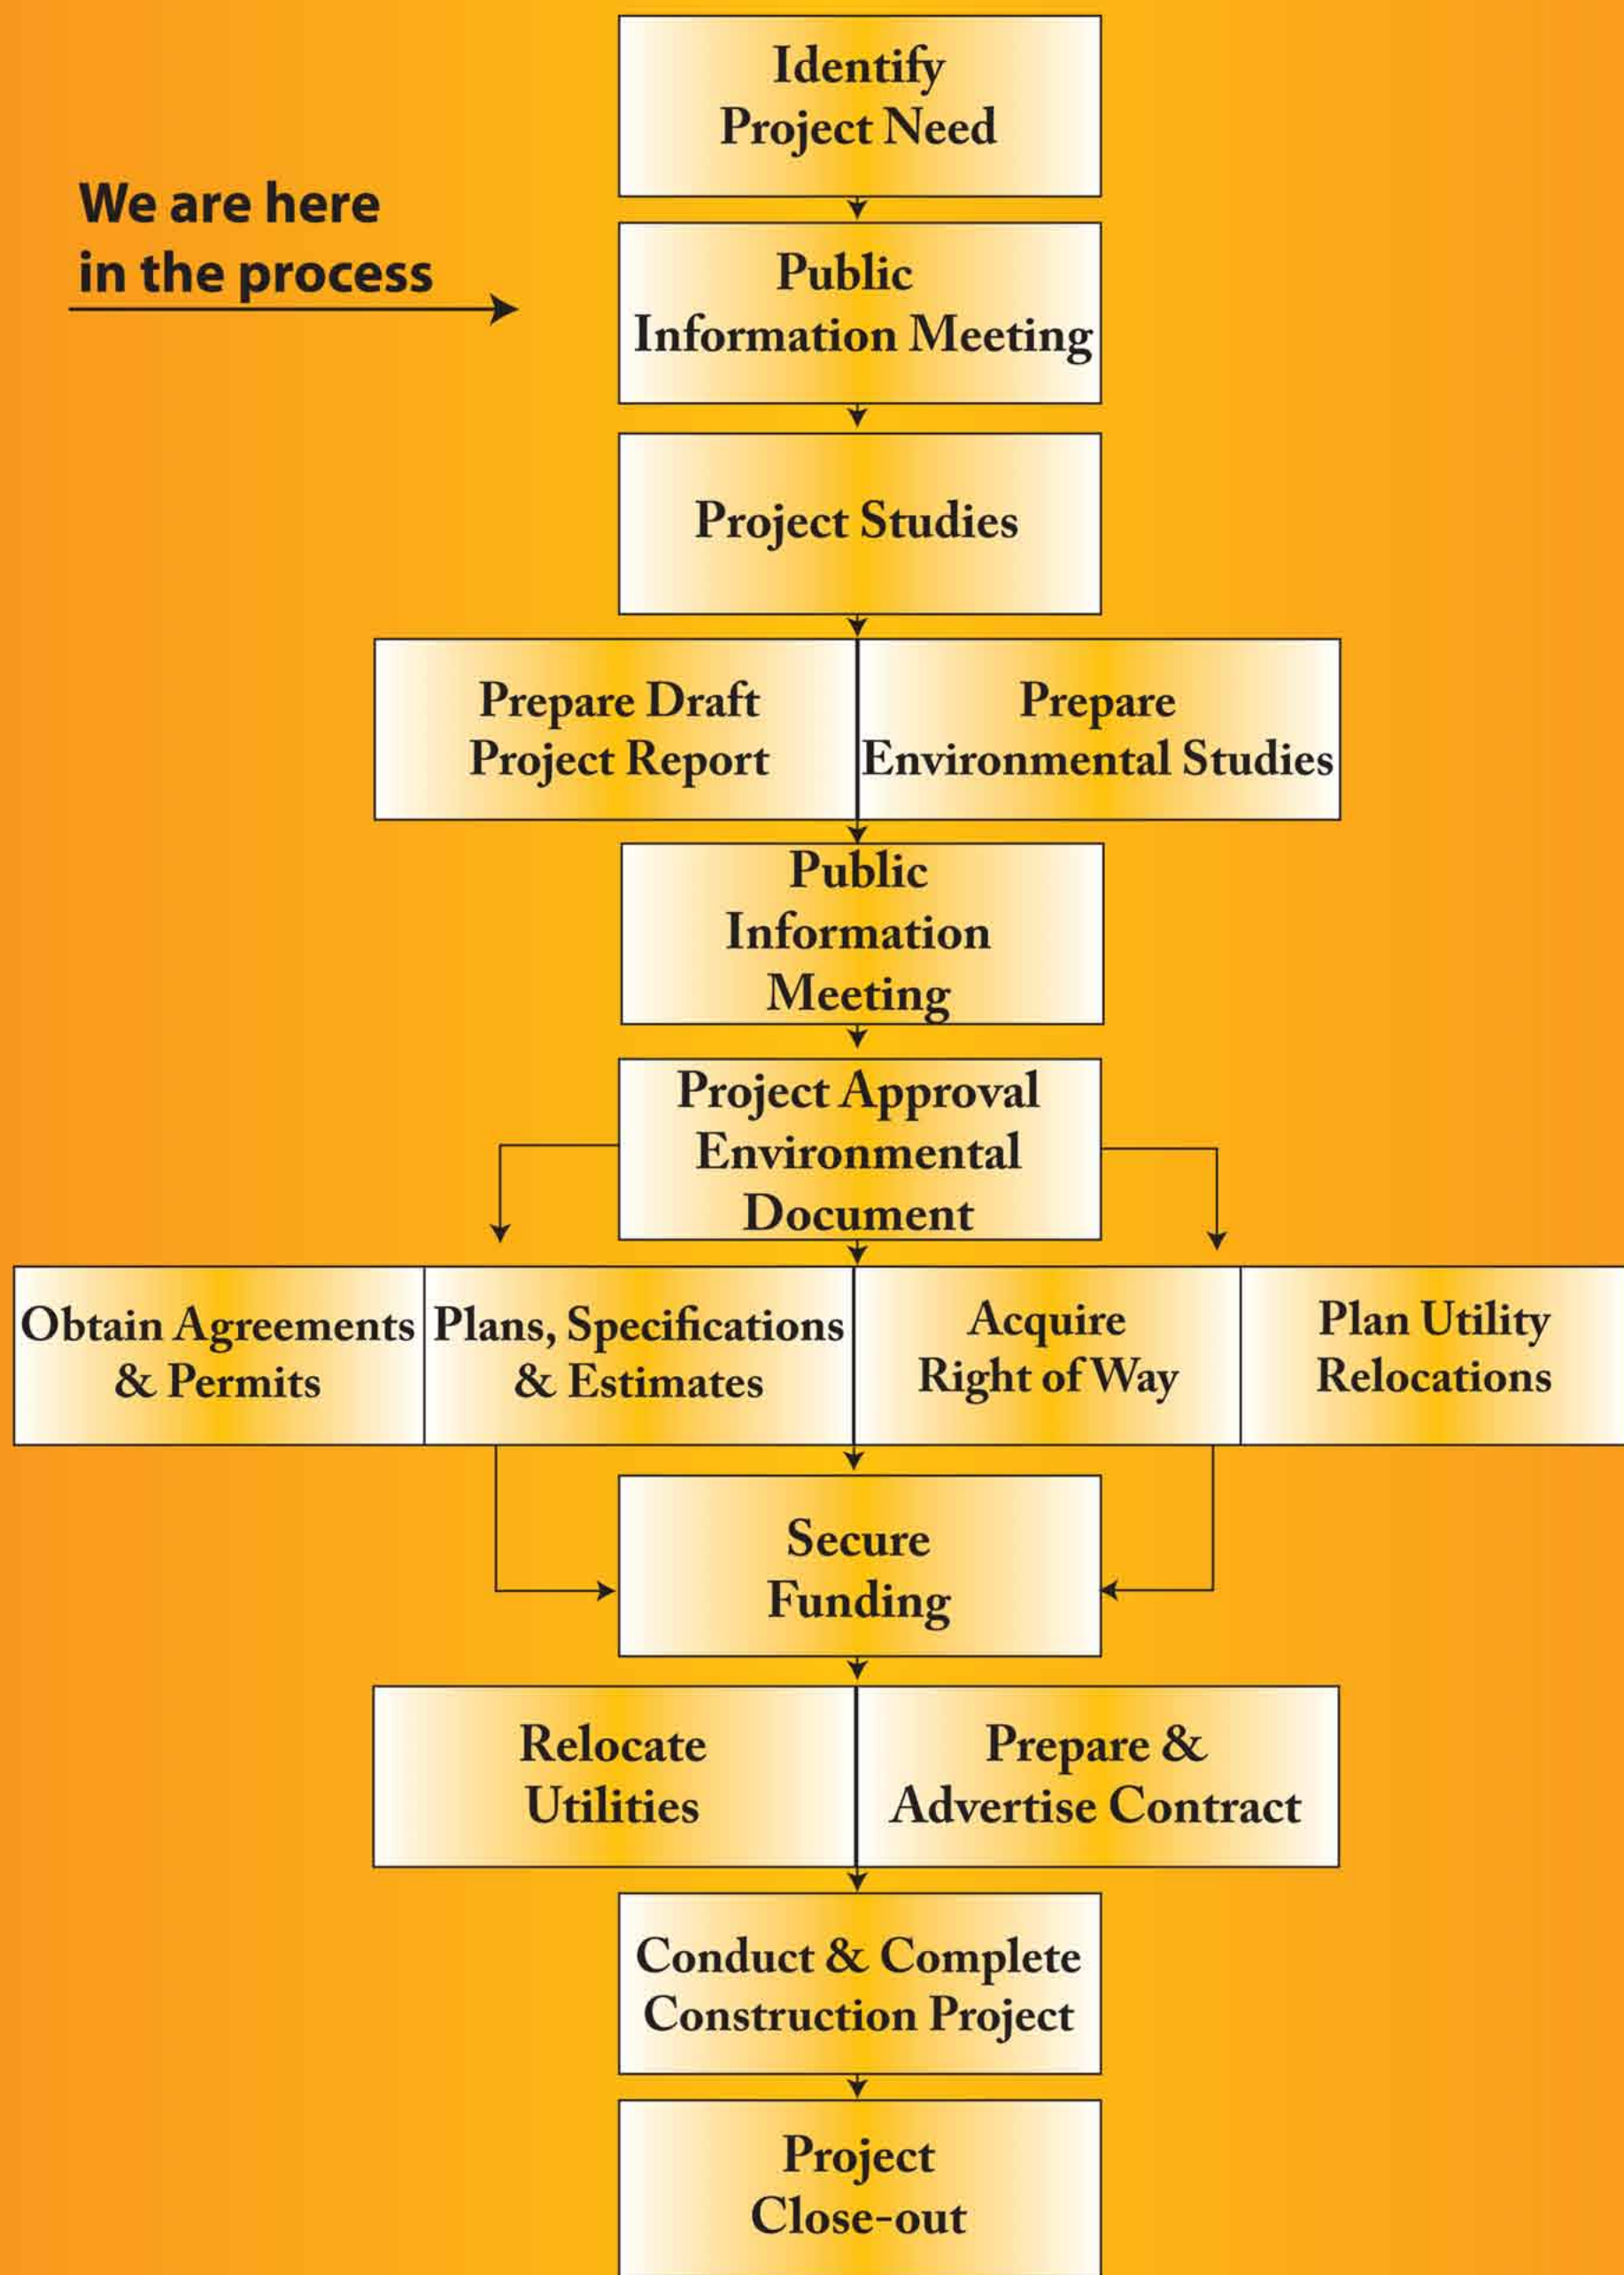 Identify
Project Need
We are here
in the process
Public
Information Meeting
Project Studies
Prepare Draft
Project Report
Prepare
Environmental Studies
Public
Information
Meeting
Project Approval
Environmental
Document
Obtain Agreements
& Permits
Plans, Specifications
& Estimates
Acquire
Right of Way
Plan Utility
Relocations
Secure
Funding
Relocate
Utilities
Prepare &
Advertise Contract
Conduct & Complete
Construction Project
Project
Close-out